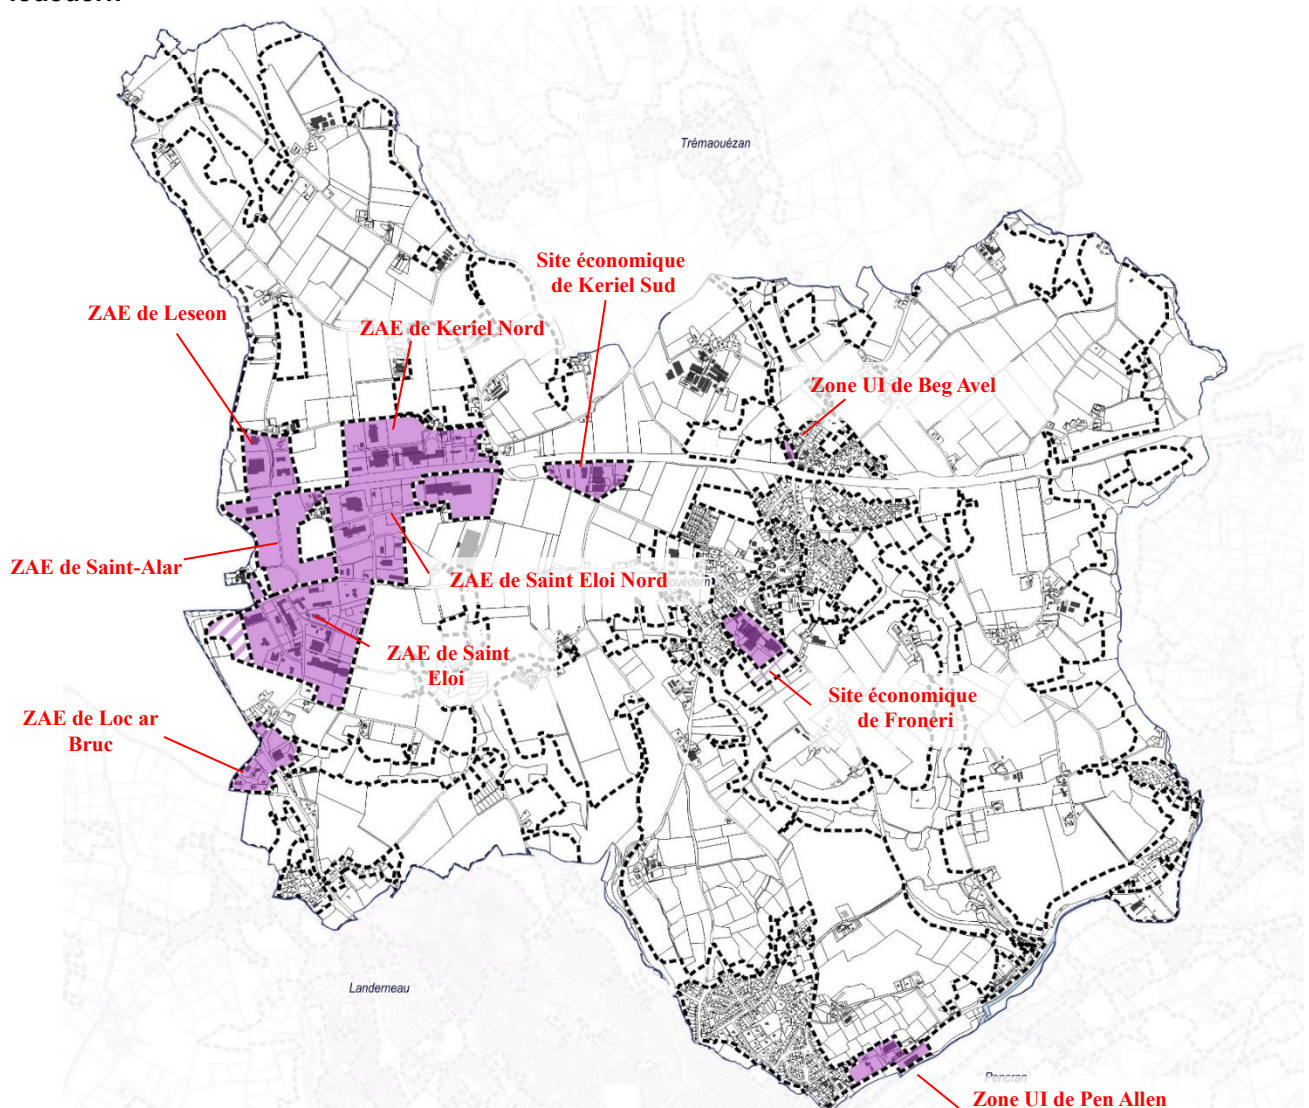 Trémaouézan
Site économique
de Keriel Sud
ZAE de Leseon
ZAE de Keriel Nord
Zone UI de Beg Avel
ZAE de Saint-Alar
ZAE de Saint Eloi Nord
ZAE de Saint
Eloi
Site économique
de Froneri
ZAE de Loc ar
Bruc
Landerneau
Pencran
Zone UI de Pen Allen